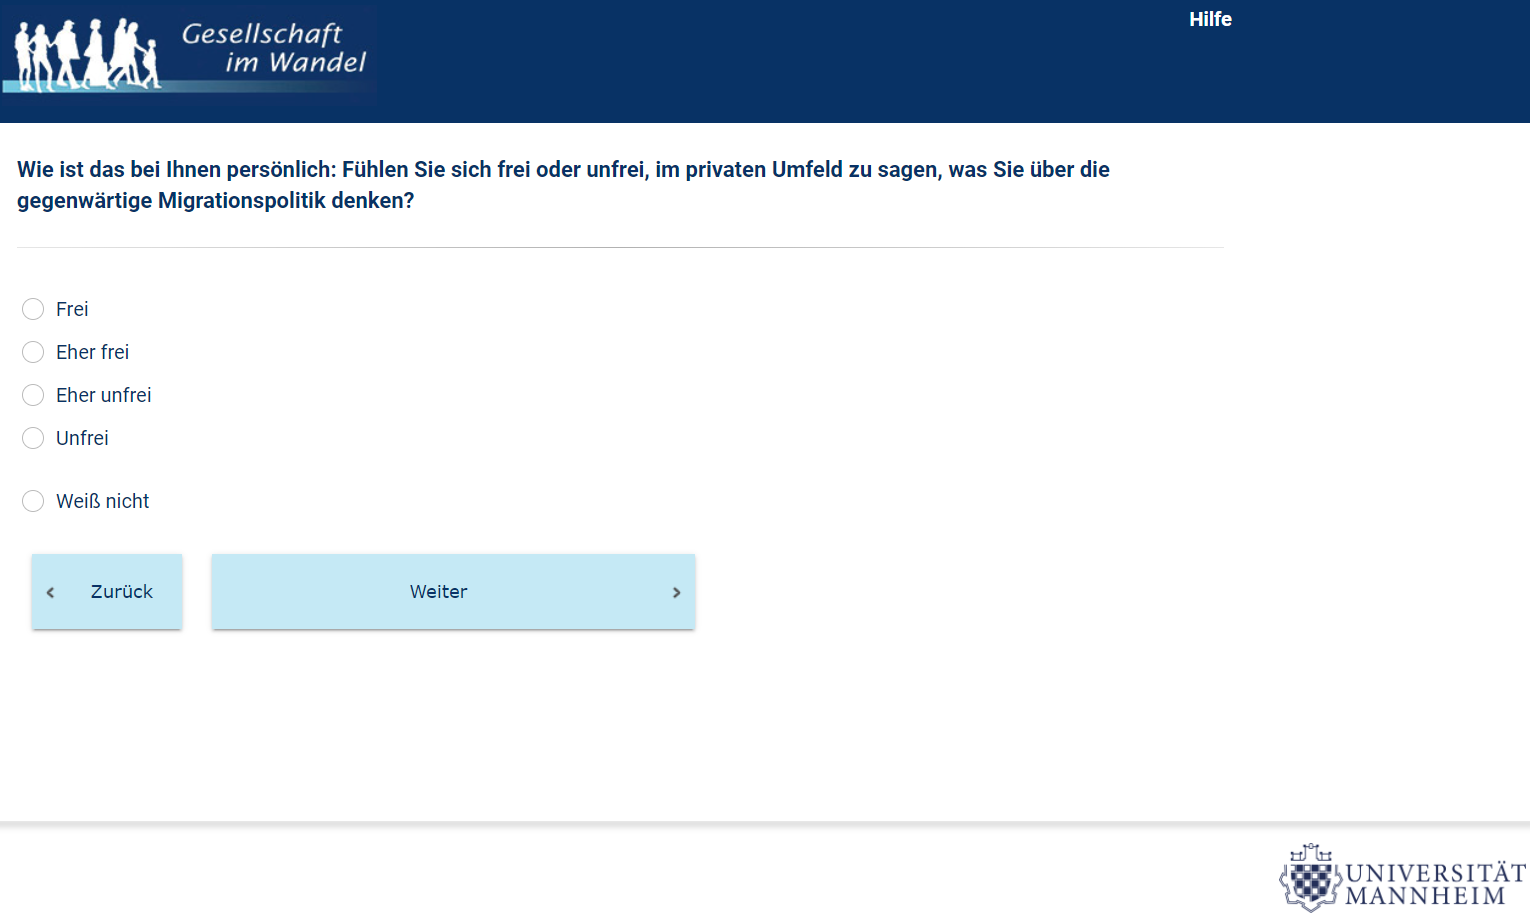 Gesellschaft
im Wandel
Hilfe
Wie ist das bei Ihnen persönlich: Fühlen Sie sich frei oder unfrei, im privaten Umfeld zu sagen, was Sie über die
gegenwärtige Migrationspolitik denken?
Frei
Eher frei
Eher unfrei
Unfrei
Weiß nicht
Zurück
Weiter
UNIVERSITÄT
MANNHEIM